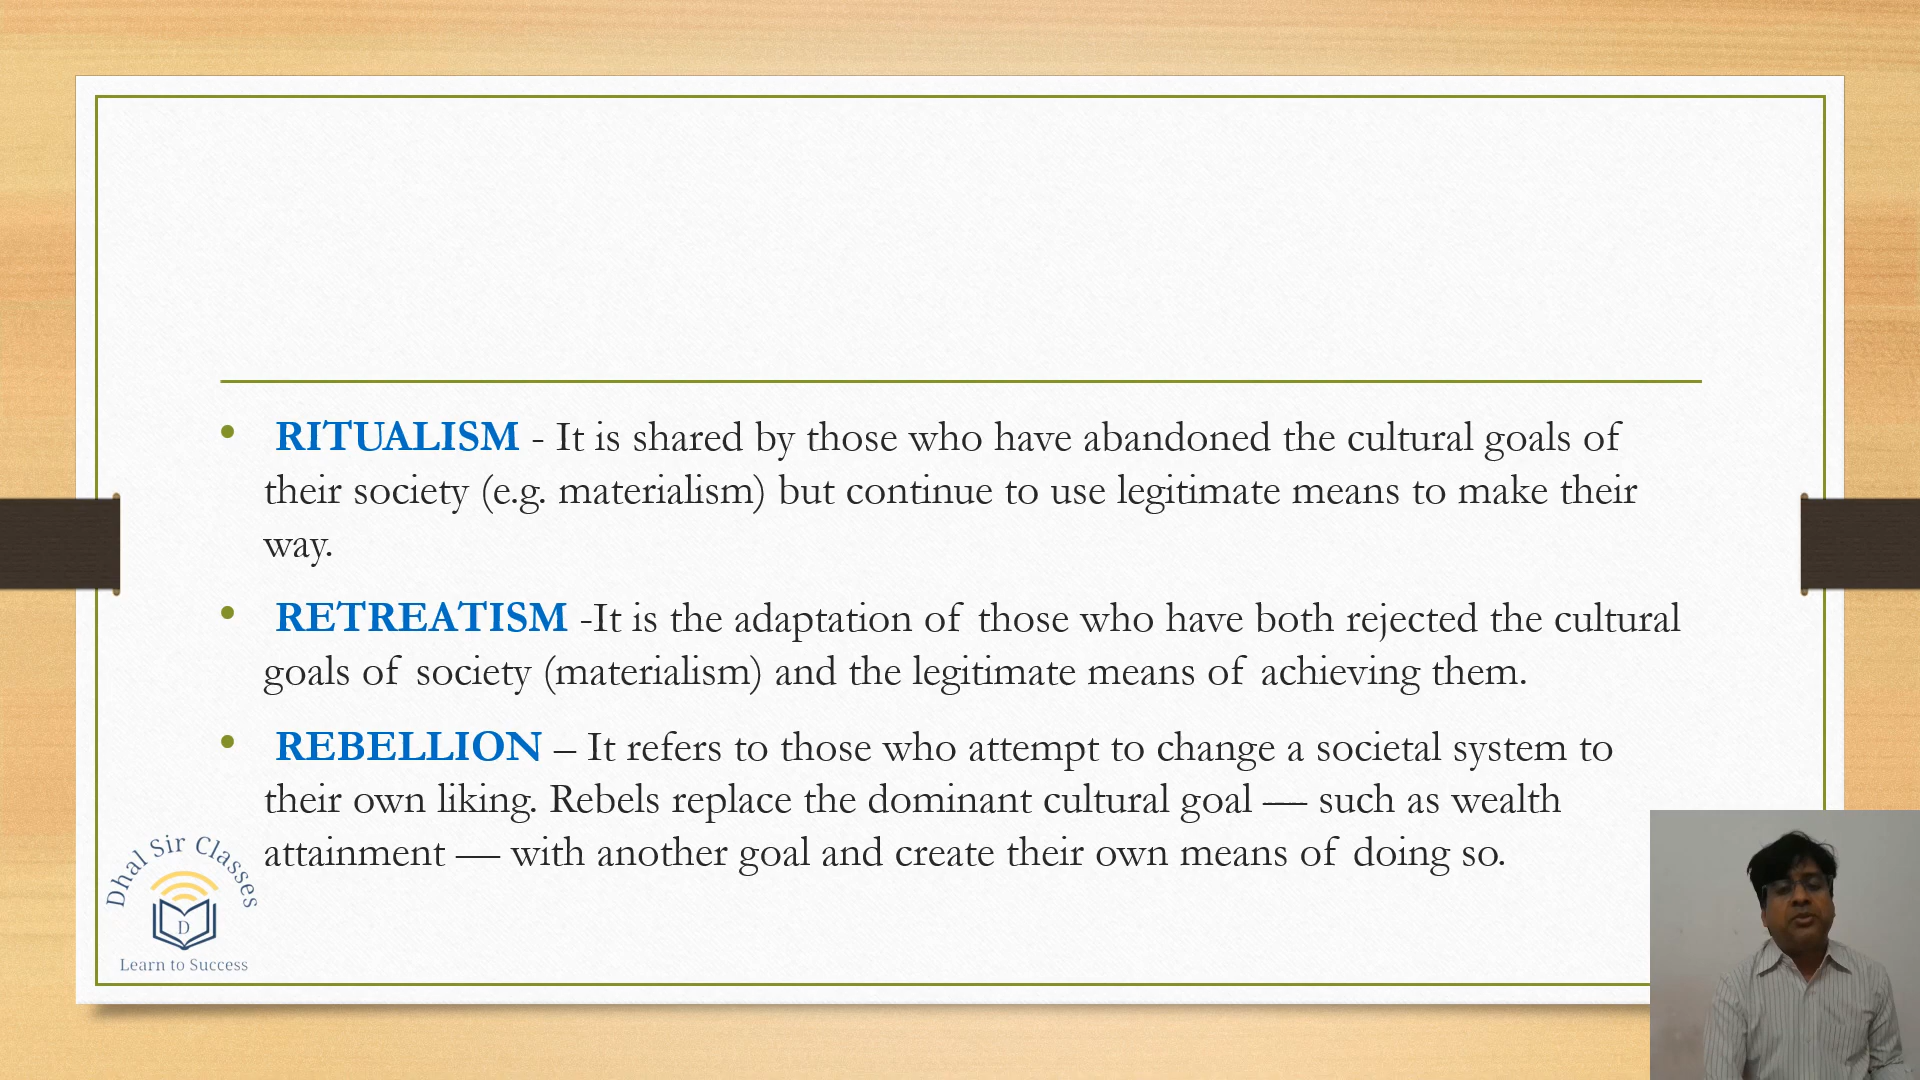 • RITUALISM - It is shared by those who have abandoned the cultural goals of
their society (e.g. materialism) but continue to use legitimate means to make their
way.
• RETREATISM -It is the adaptation of those who have both rejected the cultural
goals of society (materialism) and the legitimate means of achieving them.
• REBELLION – It refers to those who attempt to change a societal system to
their own liking. Rebels replace the dominant cultural goal — such as wealth
attainment — with another goal and create their own means of doing so.
Dhal Sir Classes
D
Learn to Success